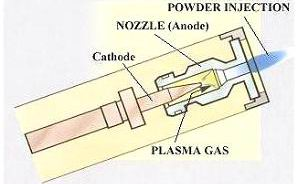 POWDER INJECTION
NOZZLE (Anode)
Cathode
PLASMA GAS